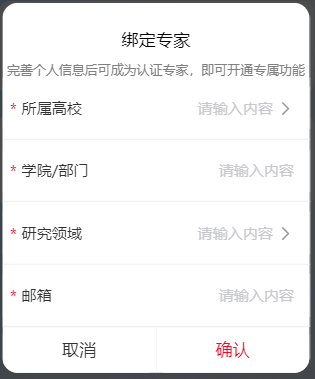 绑定专家
完善个人信息后可成为认证专家，即可开通专属功能
* 所属高校 请输入内容 >
* 学院/部门 请输入内容
* 研究领域 请输入内容 >
* 邮箱 请输入内容
取消 确认